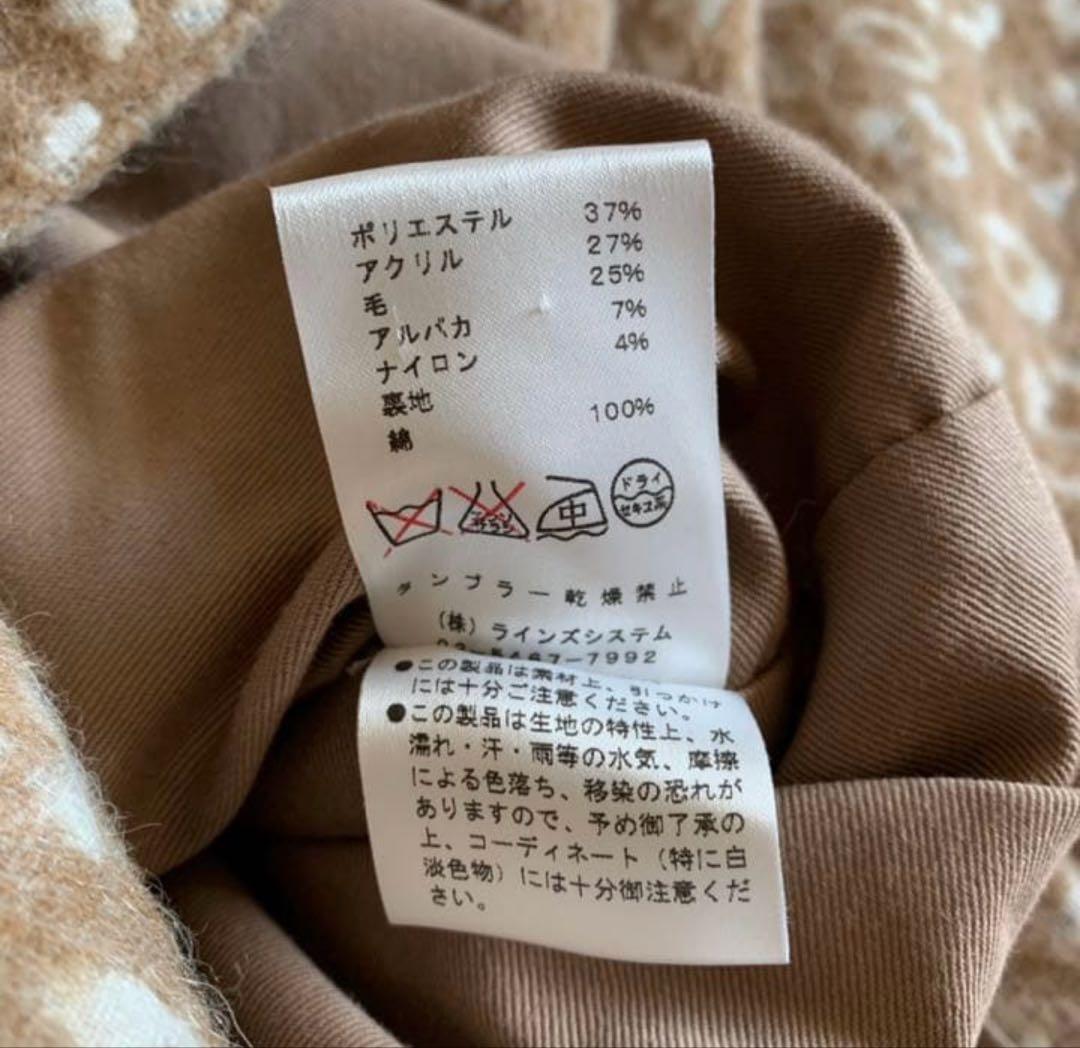 ポリエステル 37%
アクリル 27%
毛 25%
アルパカ 7%
ナイロン 4%
裏地
綿 100%
中
ドライ
セキユ系
タンブラー乾燥禁止
(株)ラインズシステム
7992
●この製品は素材上、引っかけ
には十分ご注意ください。
●この製品は生地の特性上、水
濡れ・汗・雨等の水気、摩擦
による色落ち、移染の恐れが
ありますので、予め御了承の
上、コーディネート(特に白
淡色物)には十分御注意くだ
さい。